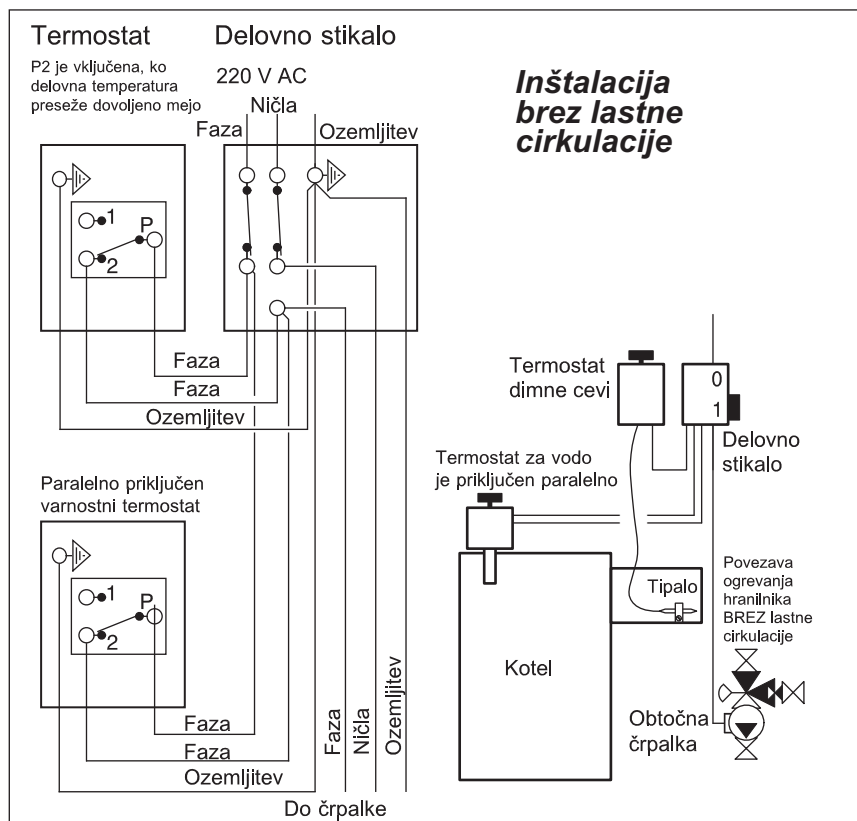 Termostat
P2 je vključena, ko
delovna temperatura
preseže dovoljeno mejo
Delovno stikalo
220 V AC
Ničla
Faza
Ozemljitev
Inštalacija
brez lastne
cirkulacije
1
P
2
Faza
Faza
Ozemljitev
Paralelno priključen
varnostni termostat
1
P
2
Faza
Faza
Ozemljitev
Faza
Ničla
Ozemljitev
Do črpalke
Termostat
dimne cevi
0
1
Delovno
stikalo
Termostat za vodo
je priključen paralelno
Tipalo
Kotel
Povezava
ogrevanja
hranilnika
BREZ lastne
cirkulacije
Obtočna
črpalka